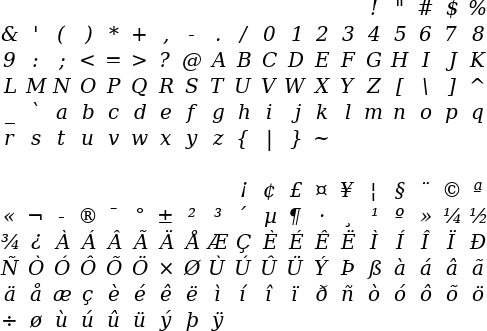 ! " # $ %
& ' ( ) * + , - . / 0 1 2 3 4 5 6 7 8
9 : ; < = > ? @ A B C D E F G H I J K
L M N O P Q R S T U V W X Y Z [ \ ] ^
_ ` a b c d e f g h i j k l m n o p q
r s t u v w x y z { | } ~
¡ ¢ £ ¤ ¥ ¦ § ¨ © ª
« ¬ - ® ¯ ° ± ² ³ ´ µ ¶ · ¸ ¹ º » ¼ ½
¾ ¿ À Á Â Ã Ä Å Æ Ç È É Ê Ë Ì Í Î Ï Ð
Ñ Ò Ó Ô Õ Ö × Ø Ù Ú Û Ü Ý Þ ß à á â ã
ä å æ ç è é ê ë ì í î ï ð ñ ò ó ô õ ö
÷ ø ù ú û ü ý þ ÿ